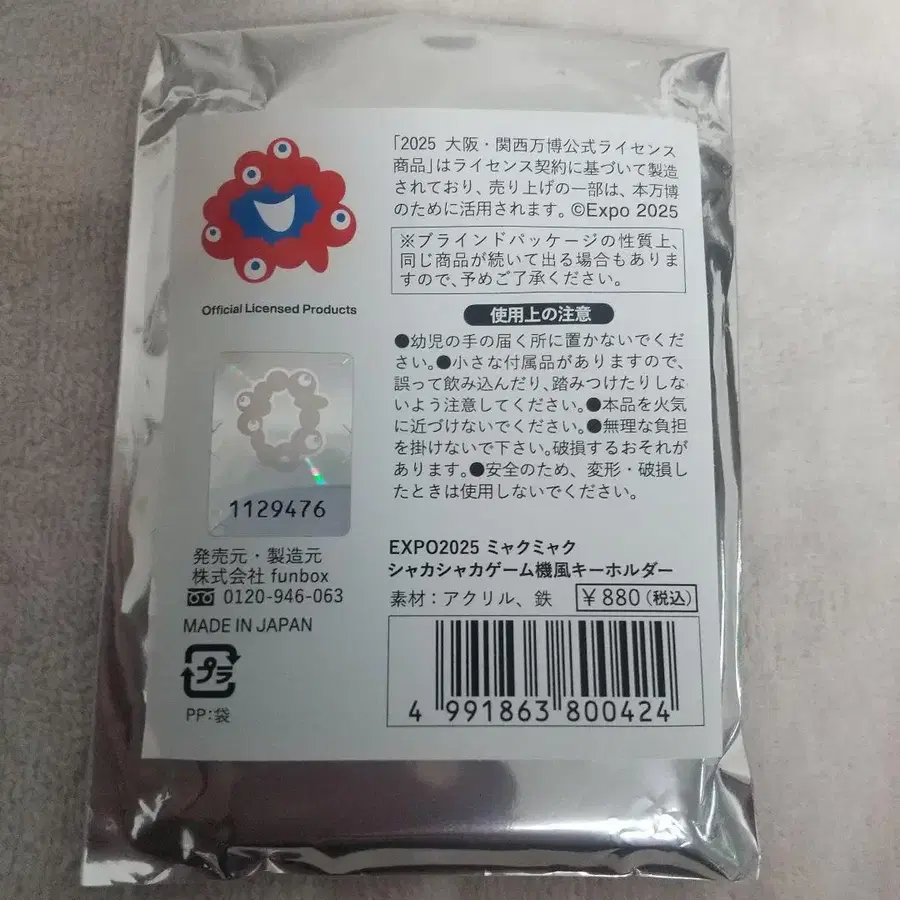 「2025 大阪・関西万博公式ライセンス
商品」はライセンス契約に基づいて製造
されており、売り上げの一部は、本万博
のために活用されます。©Expo 2025
※ブラインドパッケージの性質上、
同じ商品が続いて出る場合もありま
すので、予めご了承ください。
Official Licensed Products
使用上の注意
●幼児の手の届く所に置かないでくだ
さい。●小さな付属品がありますので、
誤って飲み込んだり、踏みつけたりしな
いよう注意してください。●本品を火気
に近づけないでください。●無理な負担
を掛けないで下さい。破損するおそれが
あります。●安全のため、変形・破損し
たときは使用しないでください。
1129476
発売元・製造元
株式会社 funbox
0120-946-063
MADE IN JAPAN
プラ
PP:袋
EXPO2025 ミャクミャク
シャカシャカゲーム機風キーホルダー
素材：アクリル、鉄
￥880(税込)
4 991863 800424